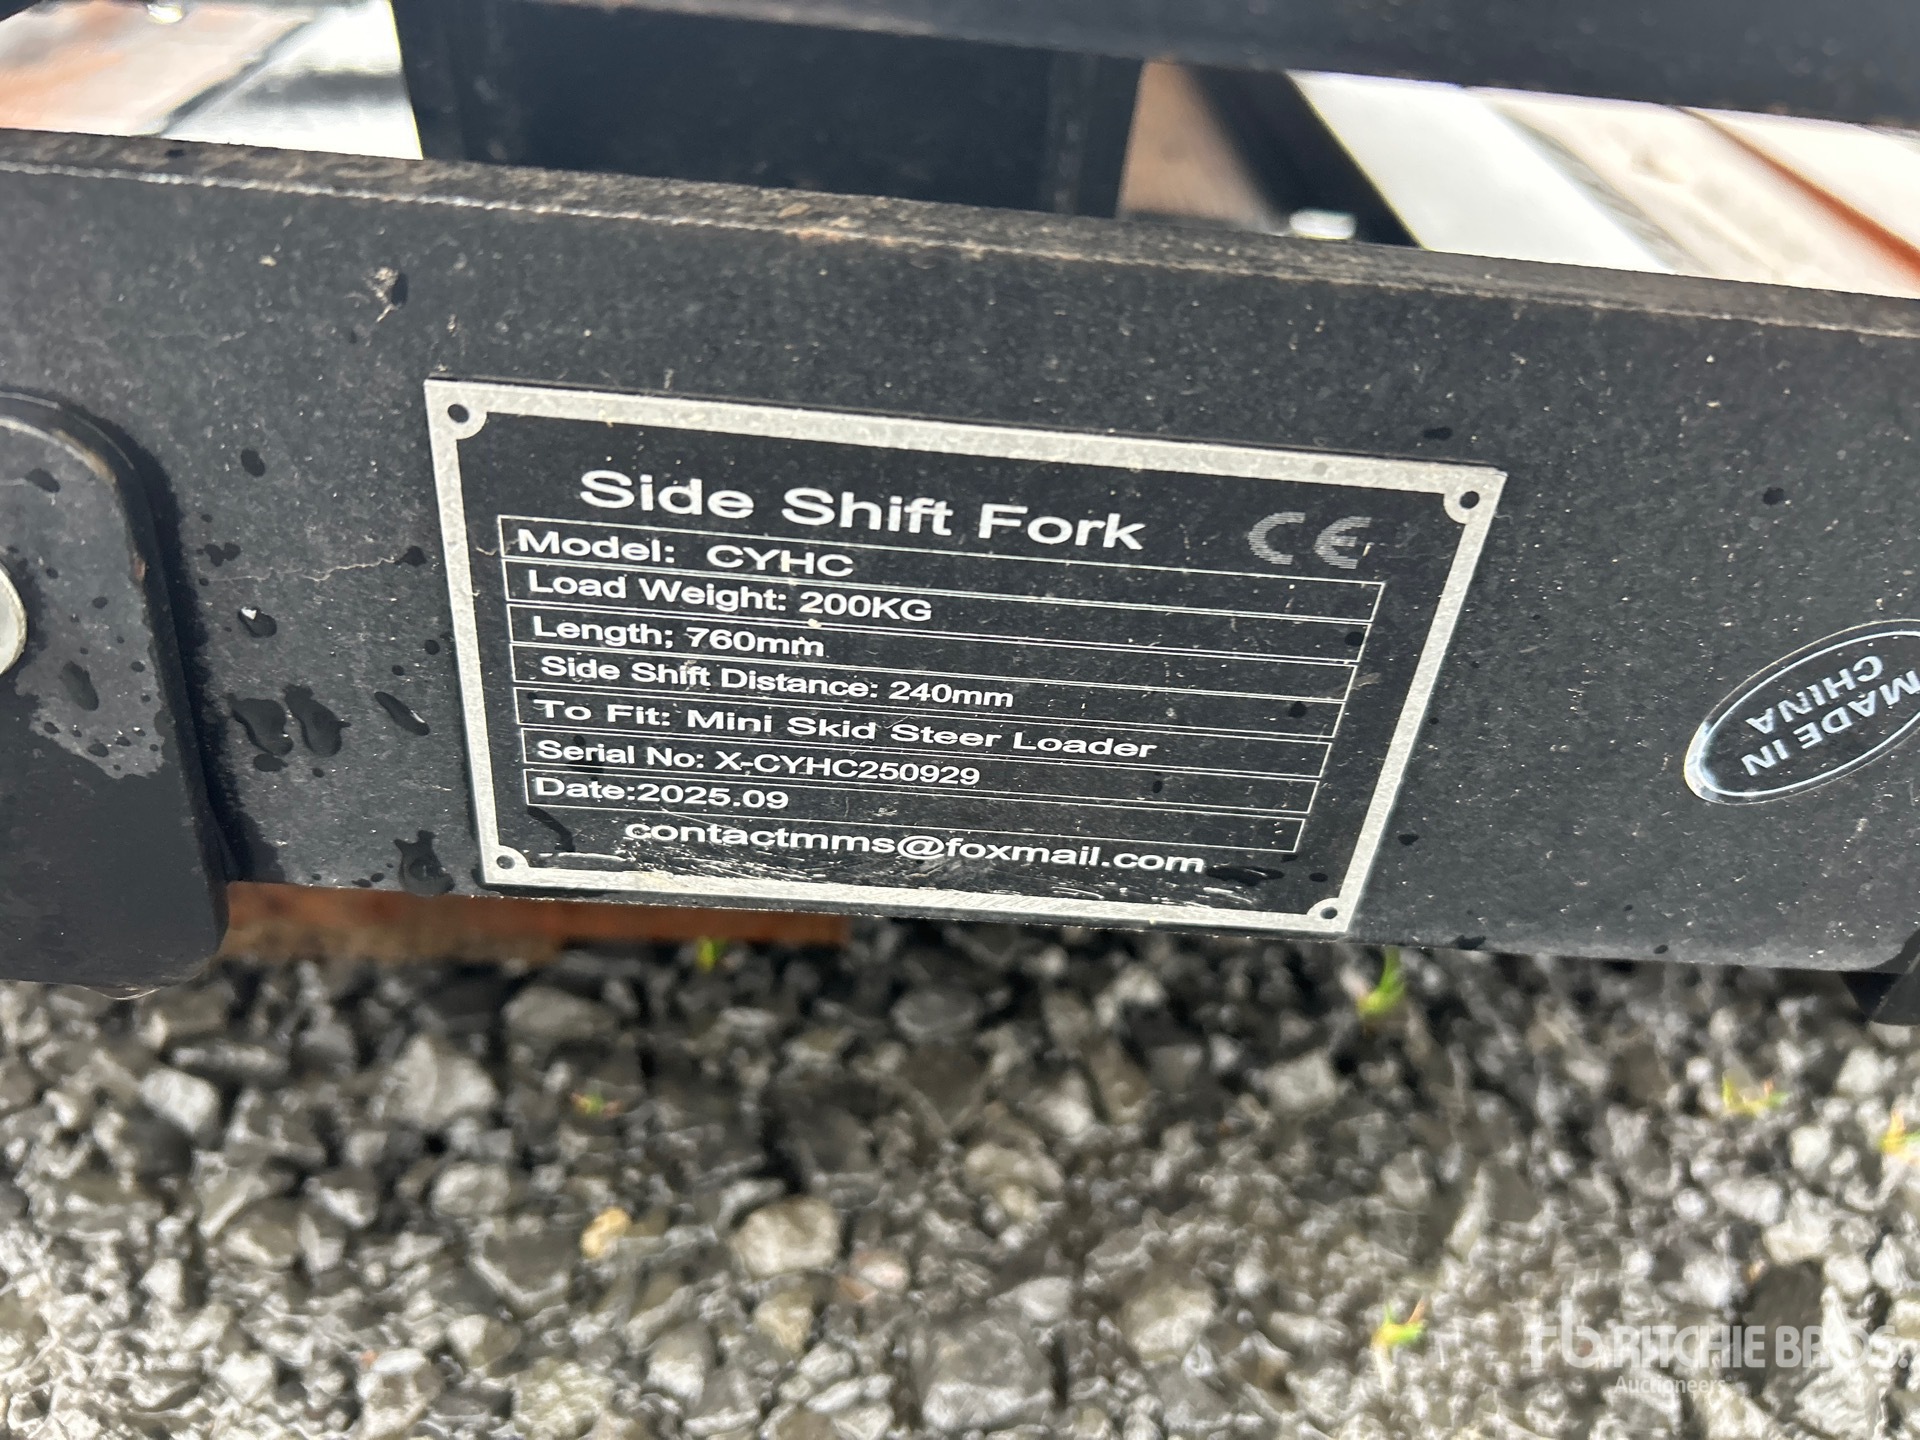 Side Shift Fork CE
Model: CYHC
Load Weight: 200KG
Length; 760mm
Side Shift Distance: 240mm
To Fit: Mini Skid Steer Loader
Serial No: X-CYHC250929
Date:2025.09
contactmms@foxmail.com
MADE IN
CHINA
rb RITCHIE BROS.
Auctioneers